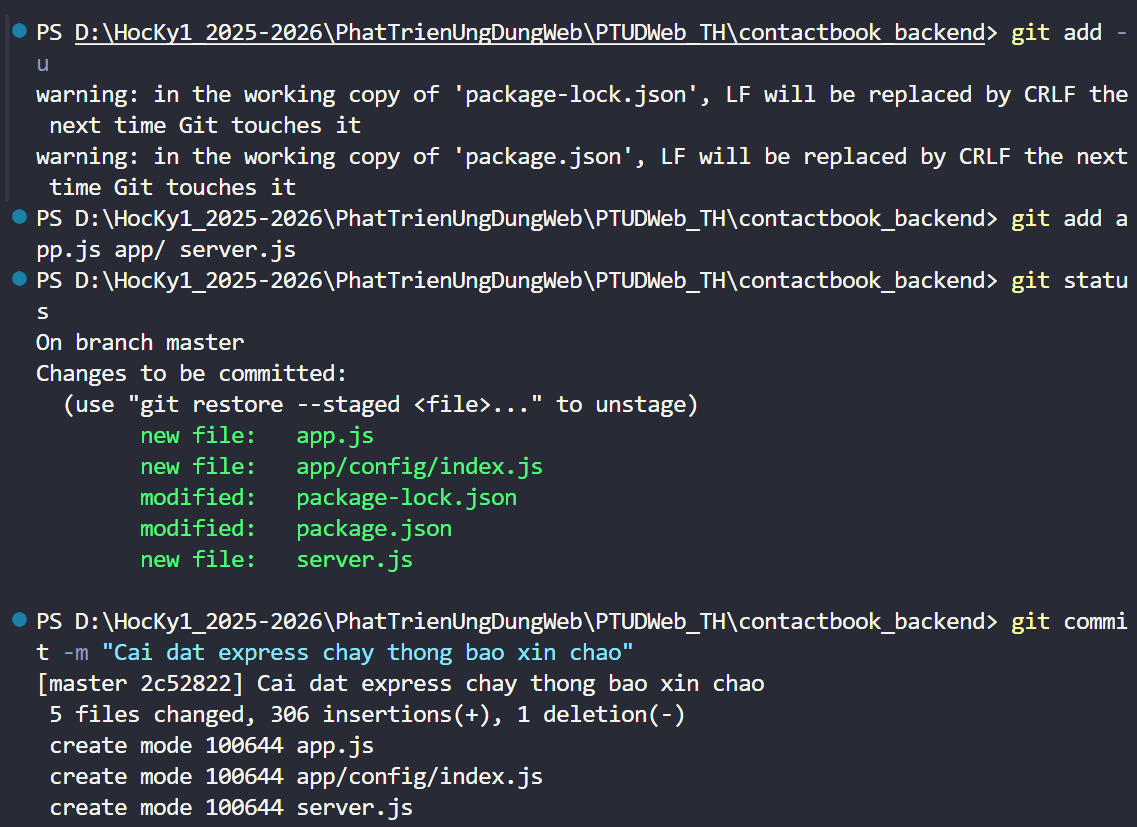 PS D:\HocKy1_2025-2026\PhatTrienUngDungWeb\PTUDWeb_TH\contactbook_backend> git add -
u
warning: in the working copy of 'package-lock.json', LF will be replaced by CRLF the
 next time Git touches it
warning: in the working copy of 'package.json', LF will be replaced by CRLF the next
 time Git touches it
PS D:\HocKy1_2025-2026\PhatTrienUngDungWeb\PTUDWeb_TH\contactbook_backend> git add a
pp.js app/ server.js
PS D:\HocKy1_2025-2026\PhatTrienUngDungWeb\PTUDWeb_TH\contactbook_backend> git statu
s
On branch master
Changes to be committed:
  (use "git restore --staged <file>..." to unstage)
        new file:   app.js
        new file:   app/config/index.js
        modified:   package-lock.json
        modified:   package.json
        new file:   server.js
PS D:\HocKy1_2025-2026\PhatTrienUngDungWeb\PTUDWeb_TH\contactbook_backend> git commi
t -m "Cai dat express chay thong bao xin chao"
[master 2c52822] Cai dat express chay thong bao xin chao
 5 files changed, 306 insertions(+), 1 deletion(-)
 create mode 100644 app.js
 create mode 100644 app/config/index.js
 create mode 100644 server.js